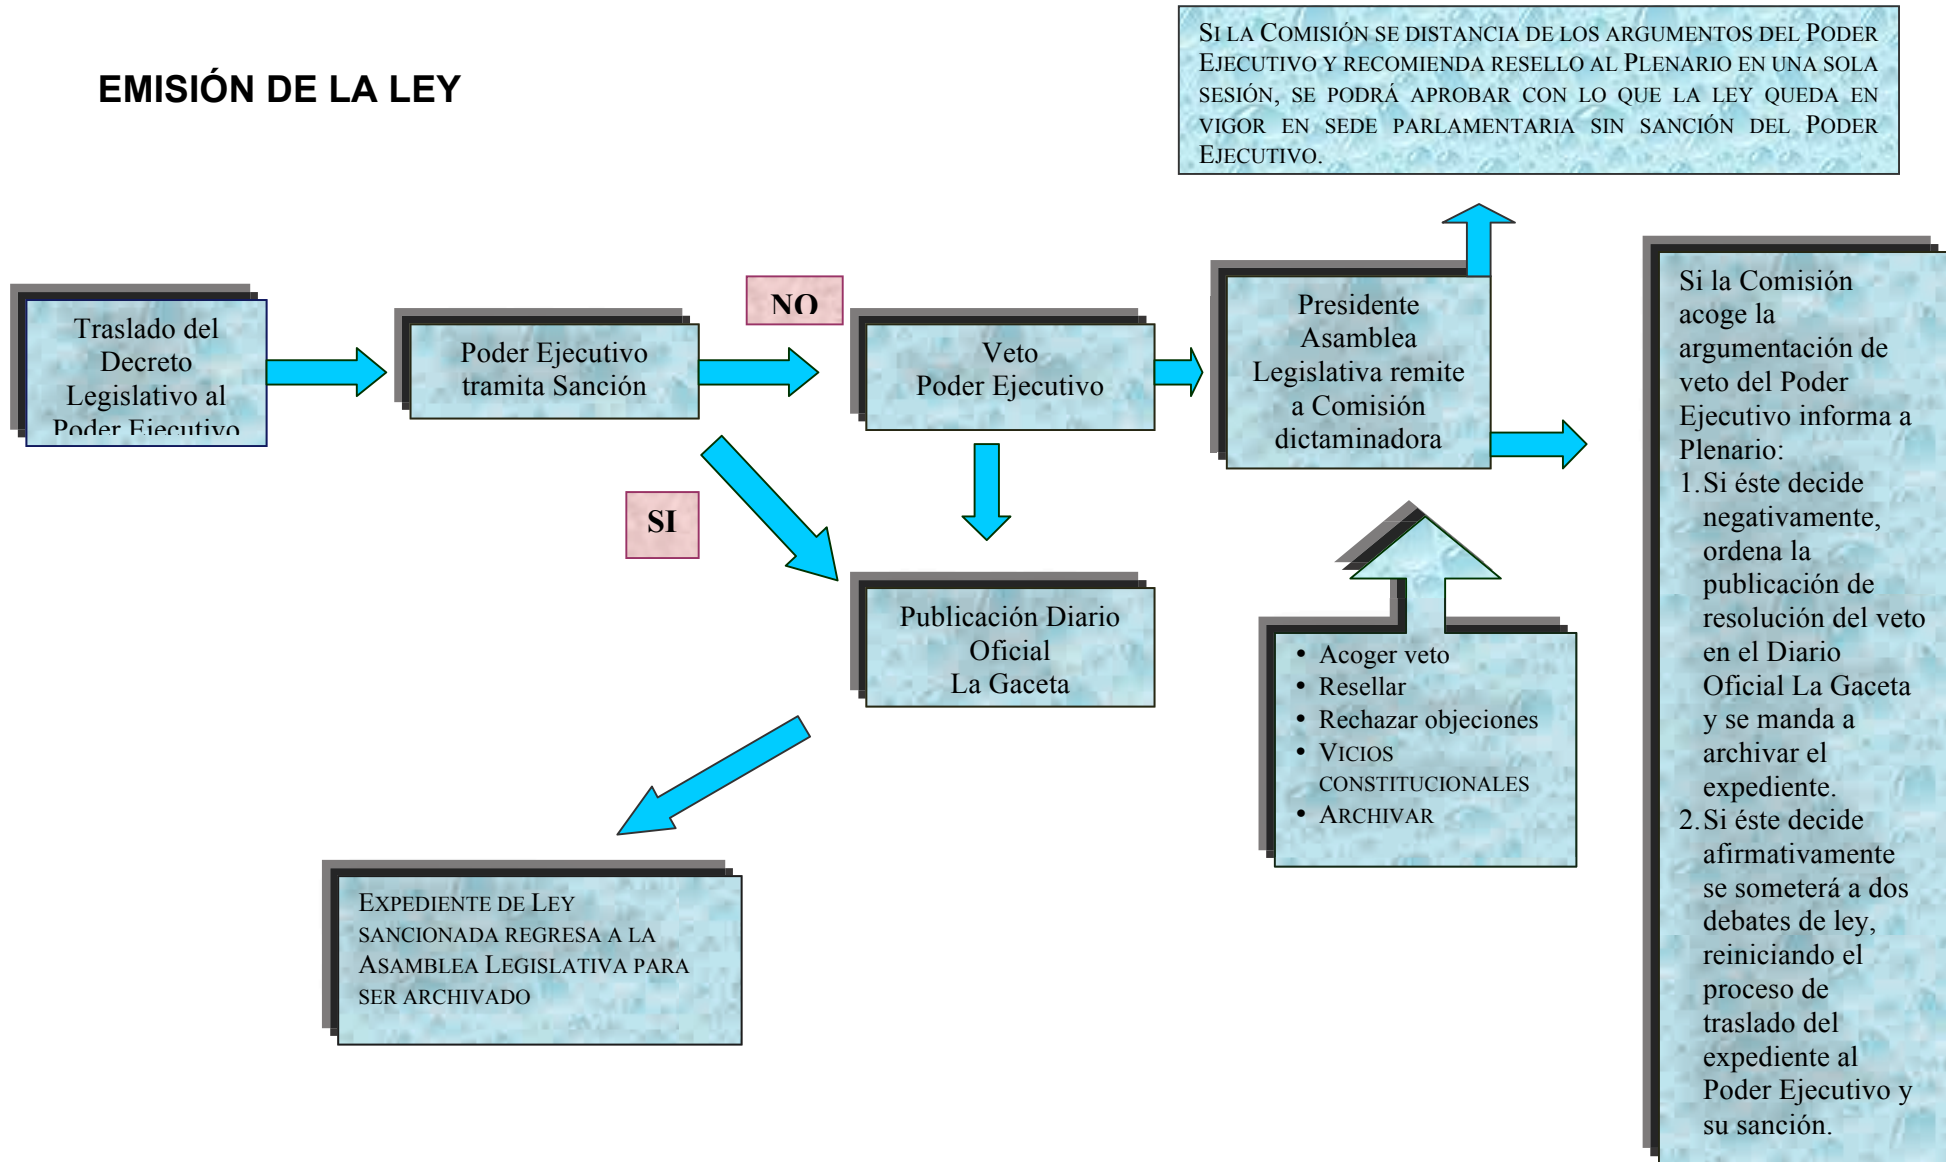 EMISIÓN DE LA LEY
SI LA COMISIÓN SE DISTANCIA DE LOS ARGUMENTOS DEL PODER
EJECUTIVO Y RECOMIENDA RESELLO AL PLENARIO EN UNA SOLA
SESIÓN, SE PODRÁ APROBAR CON LO QUE LA LEY QUEDA EN
VIGOR EN SEDE PARLAMENTARIA SIN SANCIÓN DEL PODER
EJECUTIVO.
Traslado del
Decreto
Legislativo al
Poder Ejecutivo
Poder Ejecutivo
tramita Sanción
NO
Veto
Poder Ejecutivo
Presidente
Asamblea
Legislativa remite
a Comisión
dictaminadora
SI
Publicación Diario
Oficial
La Gaceta
• Acoger veto
• Resellar
• Rechazar objeciones
• VICIOS
CONSTITUCIONALES
• ARCHIVAR
Si la Comisión
acoge la
argumentación de
veto del Poder
Ejecutivo informa a
Plenario:
1. Si éste decide
negativamente,
ordena la
publicación de
resolución del veto
en el Diario
Oficial La Gaceta
y se manda a
archivar el
expediente.
2. Si éste decide
afirmativamente
se someterá a dos
debates de ley,
reiniciando el
proceso de
traslado del
expediente al
Poder Ejecutivo y
su sanción.
EXPEDIENTE DE LEY
SANCIONADA REGRESA A LA
ASAMBLEA LEGISLATIVA PARA
SER ARCHIVADO